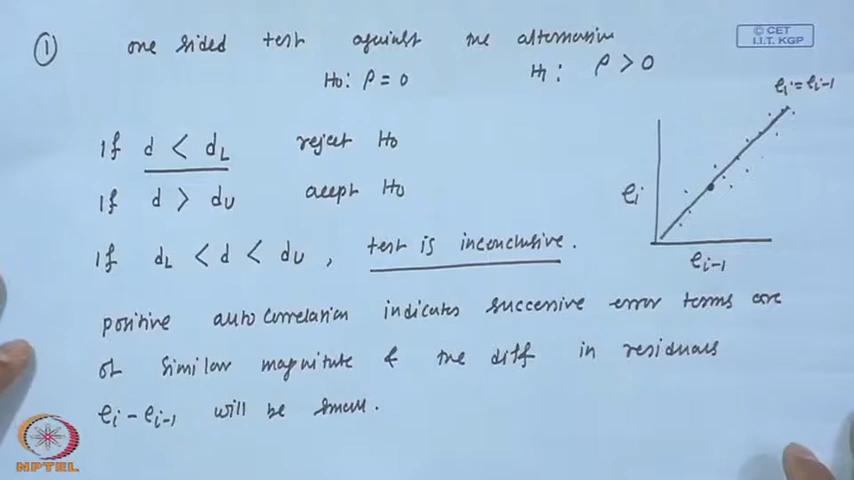 ① one sided test against the alternative
© CET
I.I.T. KGP
H0: ρ = 0 H1: ρ > 0
ei = ei-1
If d < dL reject H0
If d > dU accept H0
ei
If dL < d < dU , test is inconclusive.
ei-1
positive autocorrelation indicates successive error terms are
of similar magnitute & the diff in residuals
ei - ei-1 will be small.
NPTEL